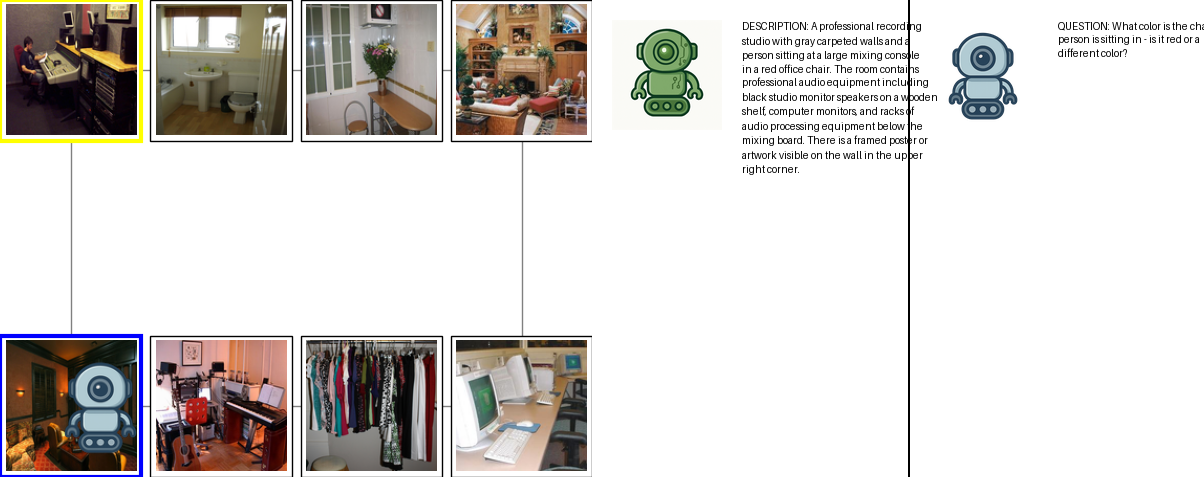 DESCRIPTION: A professional recording
studio with gray carpeted walls and a
person sitting at a large mixing console
in a red office chair. The room contains
professional audio equipment including
black studio monitor speakers on a wooden
shelf, computer monitors, and racks of
audio processing equipment below the
mixing board. There is a framed poster or
artwork visible on the wall in the upper
right corner.
QUESTION: What color is the cha
person is sitting in - is it red or a
different color?